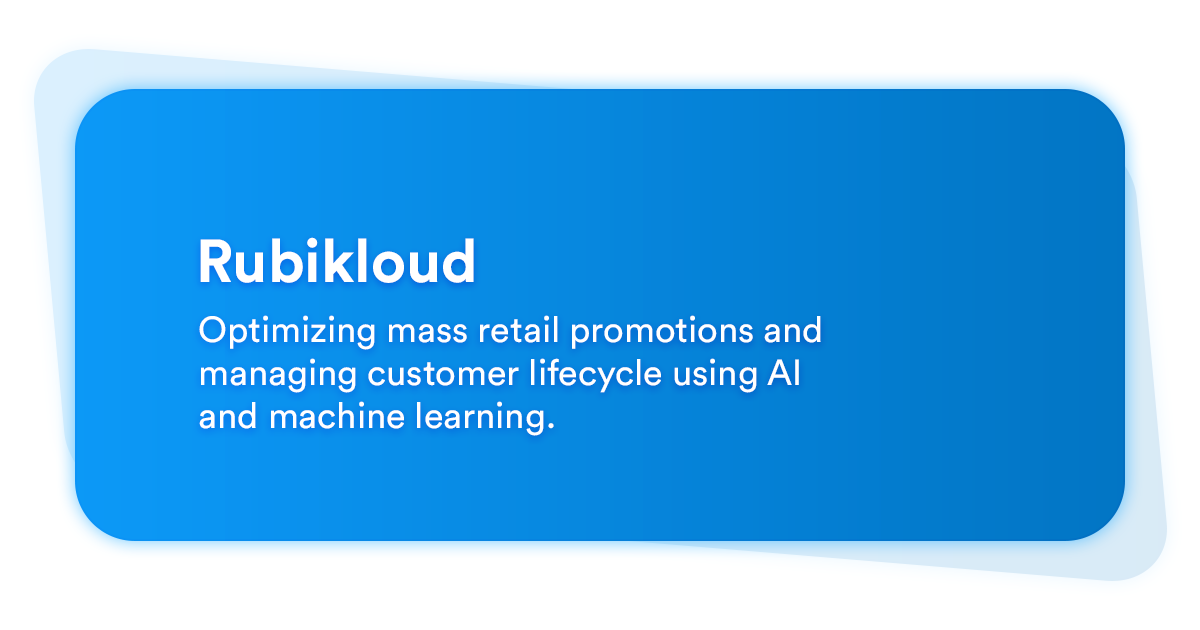 Rubikloud
Optimizing mass retail promotions and
managing customer lifecycle using AI
and machine learning.